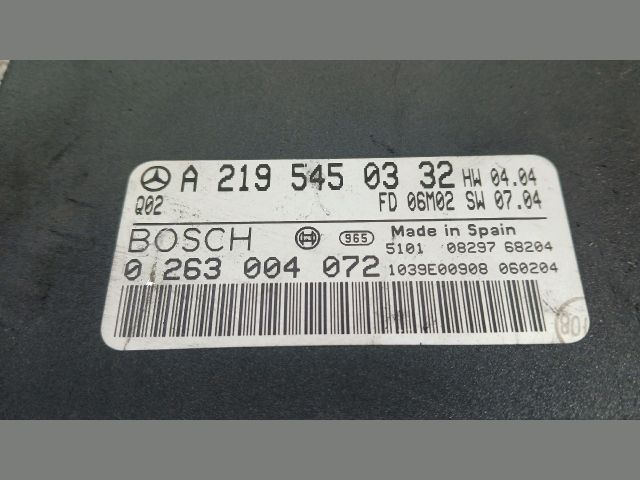 A 219 545 03 32 HW 04.04
Q02 FD 06M02 SW 07.04
BOSCH 965 Made in Spain
5101 08297 68204
0 263 004 072 1039E00908 060204
80